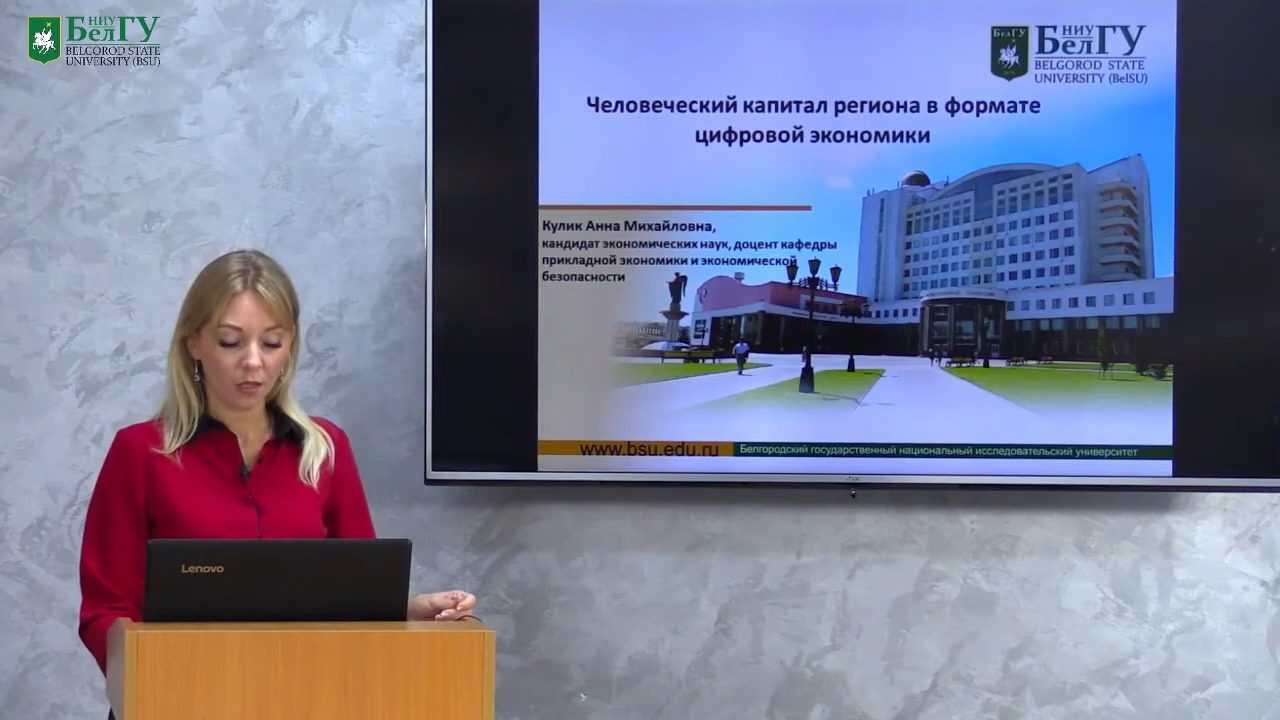 НИУ
БелГУ
BELGOROD STATE
UNIVERSITY (BSU)
БелГУ
НИУ
БелГУ
BELGOROD STATE
UNIVERSITY (BelSU)
Человеческий капитал региона в формате
цифровой экономики
Кулик Анна Михайловна,
кандидат экономических наук, доцент кафедры
прикладной экономики и экономической
безопасности
www.bsu.edu.ru
Белгородский государственный национальный исследовательский университет
Lenovo